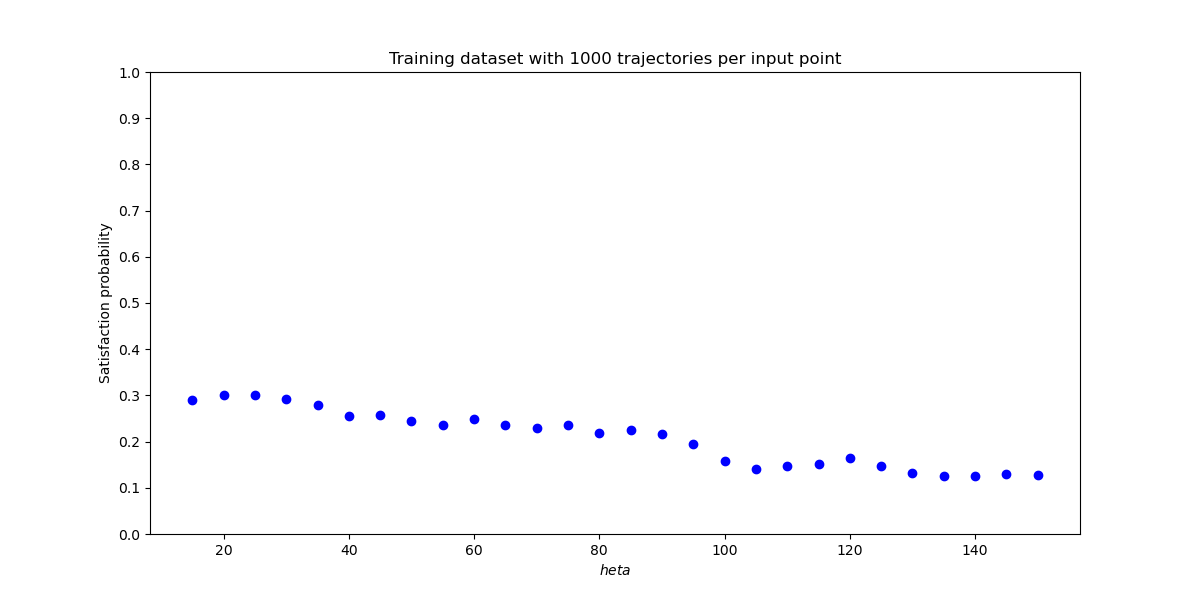 Training dataset with 1000 trajectories per input point
1.0
0.9
0.8
0.7
0.6
0.5
0.4
0.3
0.2
0.1
0.0
Satisfaction probability
20 40 60 80 100 120 140
heta